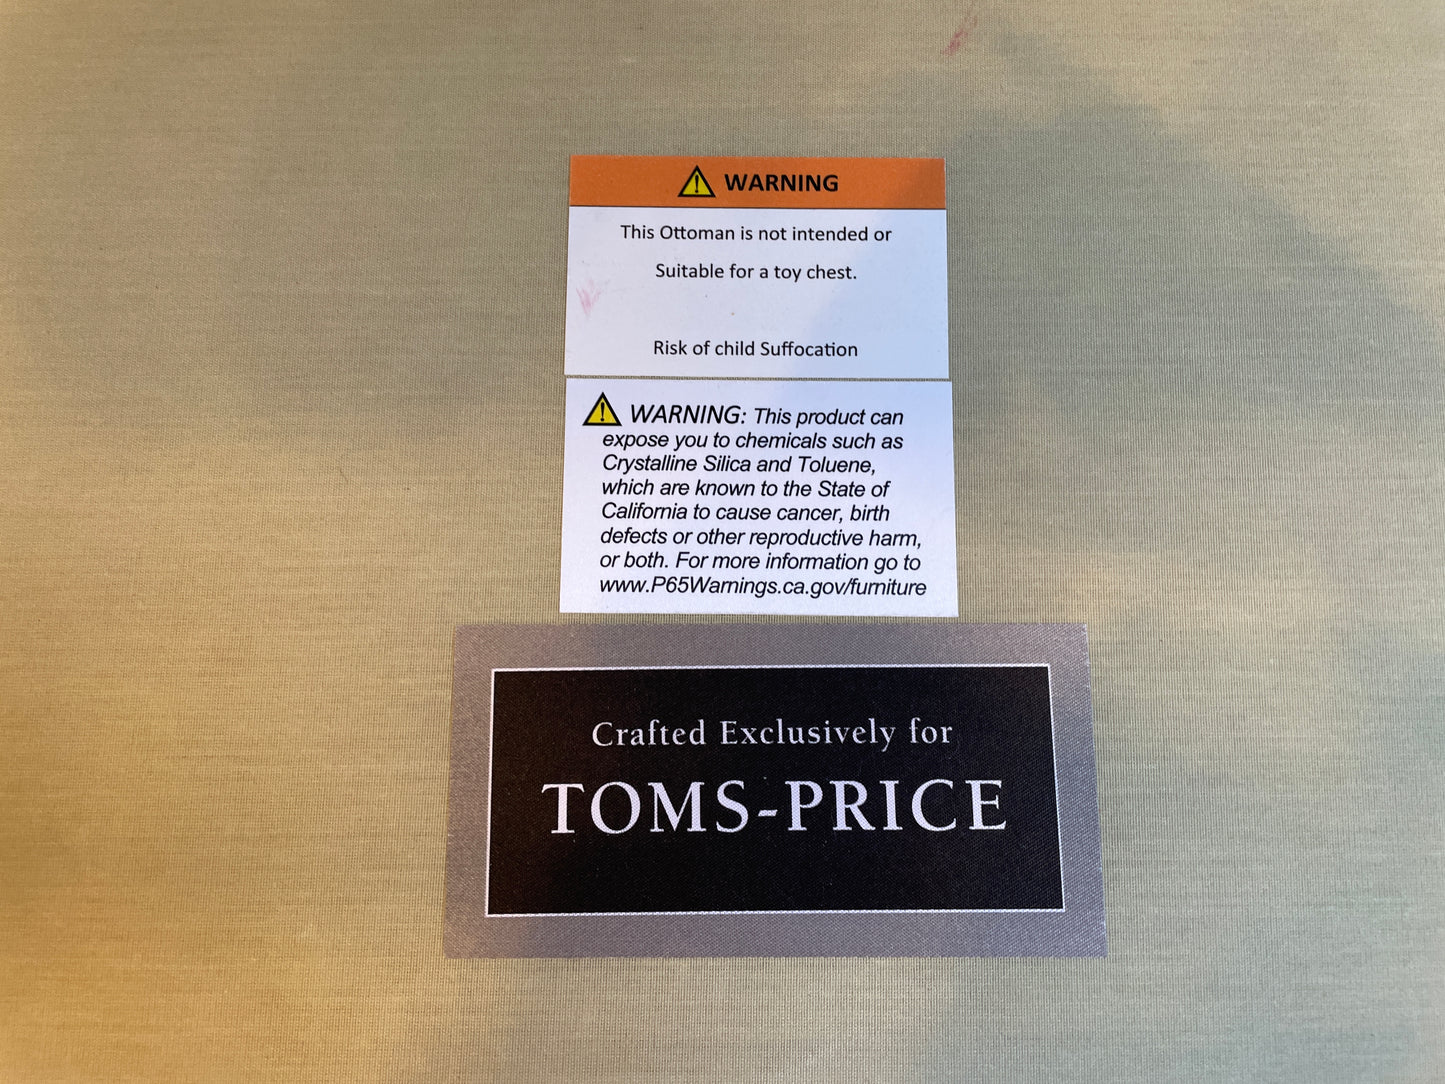 WARNING
This Ottoman is not intended or
Suitable for a toy chest.
Risk of child Suffocation
WARNING: This product can
expose you to chemicals such as
Crystalline Silica and Toluene,
which are known to the State of
California to cause cancer, birth
defects or other reproductive harm,
or both. For more information go to
www.P65Warnings.ca.gov/furniture
Crafted Exclusively for
TOMS-PRICE